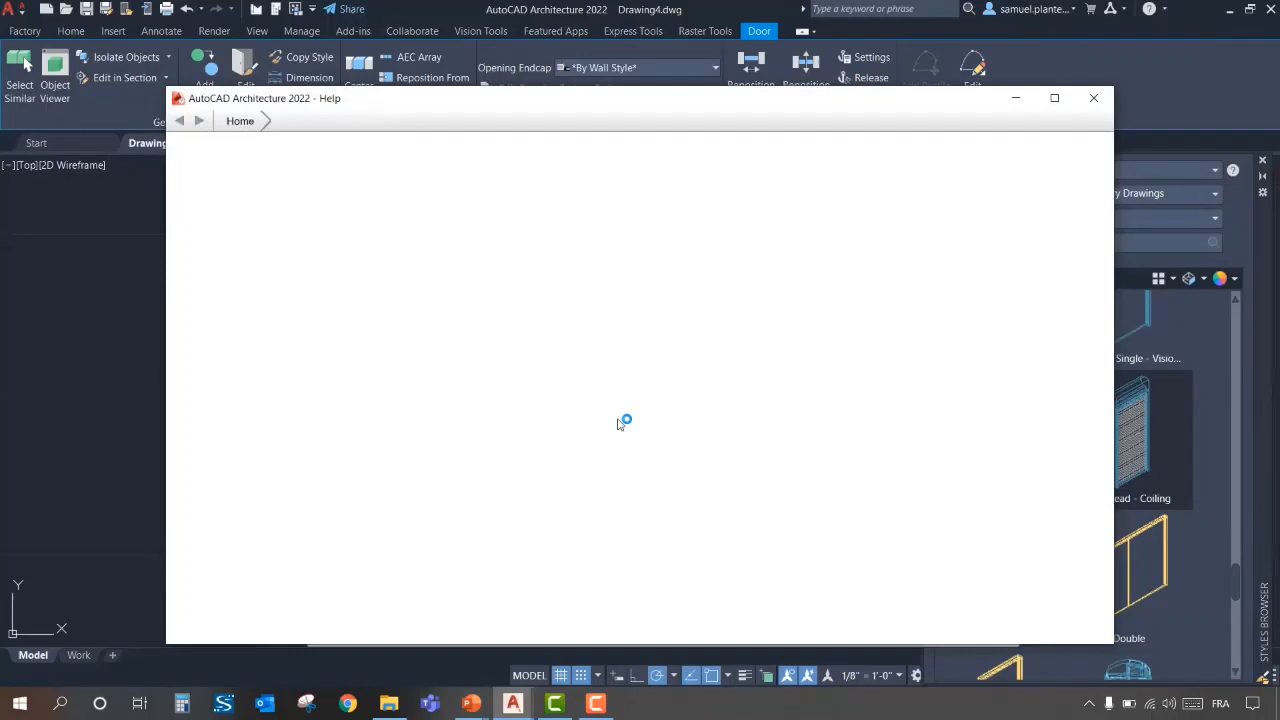 AutoCAD Architecture 2022 Drawing4.dwg
Share
Type a keyword or phrase
samuel.plante...
Factory Home Insert Annotate Render Insert View Manage Add-ins Collaborate Vision Tools Featured Apps Express Tools Raster Tools Door
Select Similar
Object Viewer
Isolate Objects
Edit in Section
Copy Style
Dimension
AEC Array
Reposition From
Opening Endcap *By Wall Style*
Settings
Release
AutoCAD Architecture 2022 - Help
Home
Start
Drawing
[−][Top][2D Wireframe]
y Drawings
Single - Visio...
ead - Coiling
Double
STYLES BROWSER
Y
X
Model Work +
MODEL
1/8" = 1'-0"
FRA